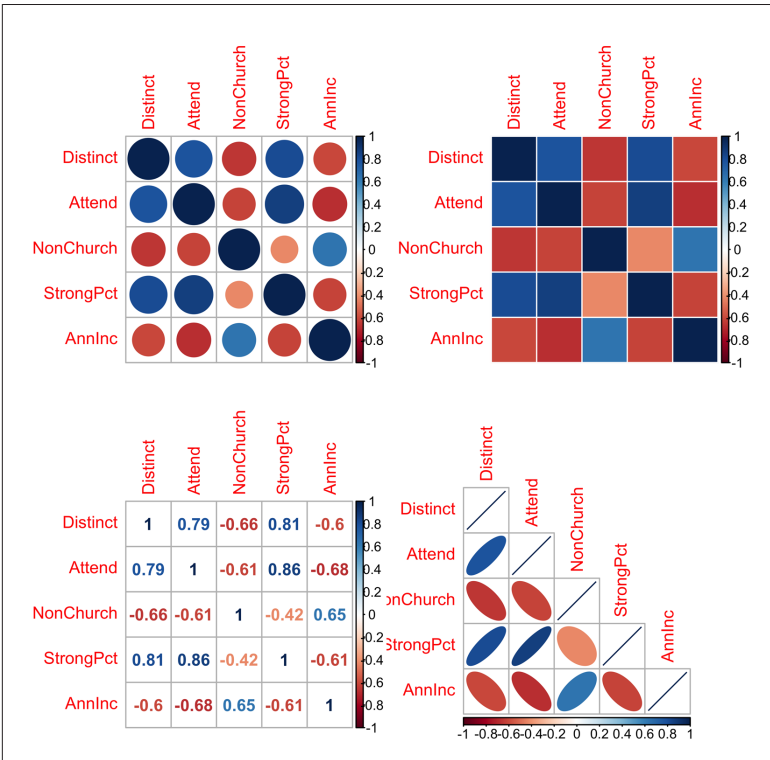 Distinct Attend NonChurch StrongPct AnnInc
Distinct
Attend
NonChurch
StrongPct
AnnInc
1
0.8
0.6
0.4
0.2
0
-0.2
-0.4
-0.6
-0.8
-1
Distinct Attend NonChurch StrongPct AnnInc
Distinct
Attend
NonChurch
StrongPct
AnnInc
1
0.8
0.6
0.4
0.2
0
-0.2
-0.4
-0.6
-0.8
-1
Distinct Attend NonChurch StrongPct AnnInc
Distinct 1 0.79 -0.66 0.81 -0.6
Attend 0.79 1 -0.61 0.86 -0.68
NonChurch -0.66 -0.61 1 -0.42 0.65
StrongPct 0.81 0.86 -0.42 1 -0.61
AnnInc -0.6 -0.68 0.65 -0.61 1
1
0.8
0.6
0.4
0.2
0
-0.2
-0.4
-0.6
-0.8
-1
Distinct
Attend
NonChurch
StrongPct
AnnInc
Distinct
Attend
onChurch
StrongPct
AnnInc
-1 -0.8 -0.6 -0.4 -0.2 0 0.2 0.4 0.6 0.8 1